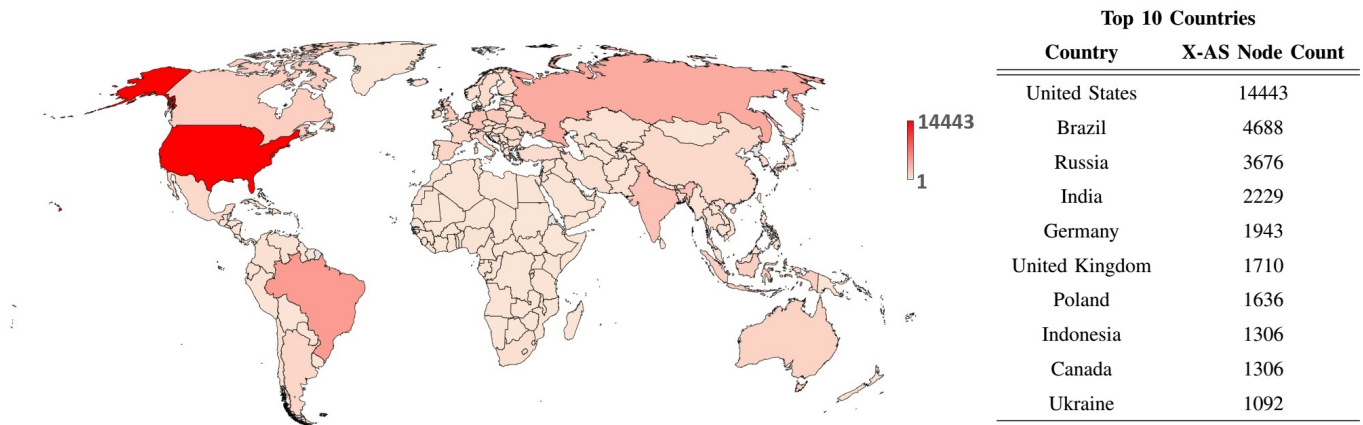 14443
1
Top 10 Countries
Country X-AS Node Count
United States 14443
Brazil 4688
Russia 3676
India 2229
Germany 1943
United Kingdom 1710
Poland 1636
Indonesia 1306
Canada 1306
Ukraine 1092